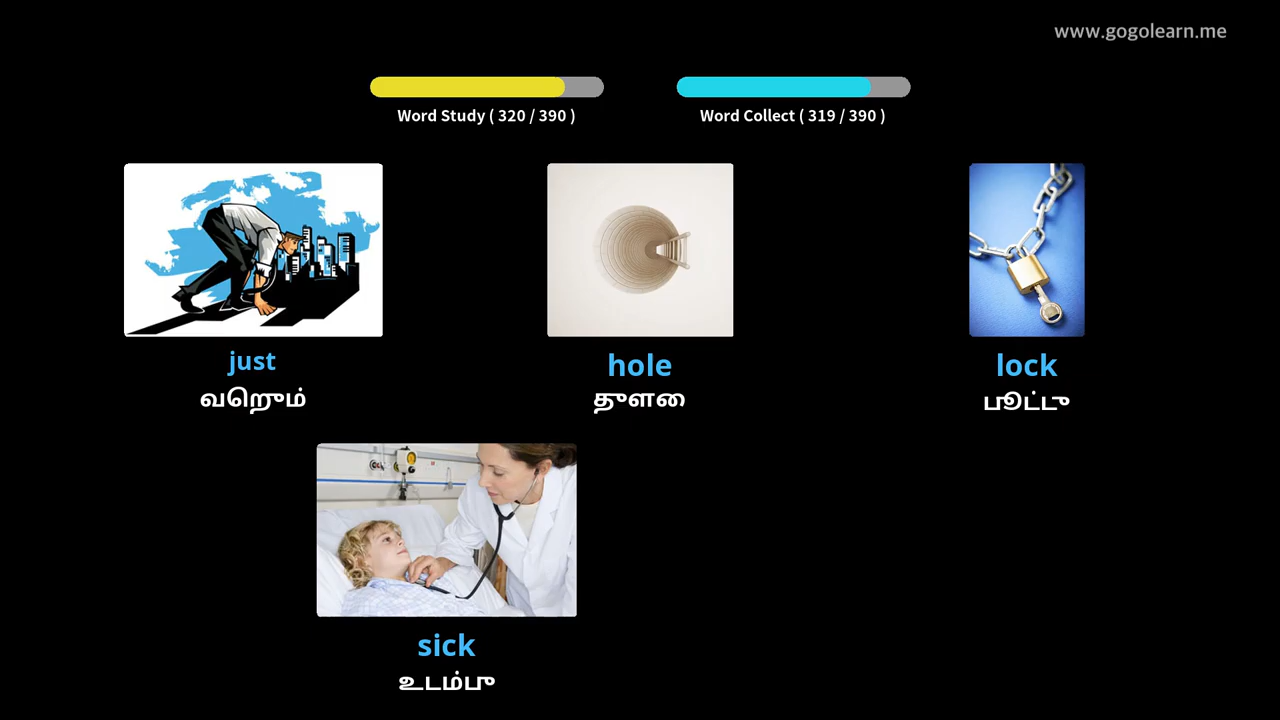 www.gogolearn.me
Word Study ( 320 / 390 )
Word Collect ( 319 / 390 )
just
hole
lock
வெறும்
துளை
பூட்டு
sick
உடம்பு